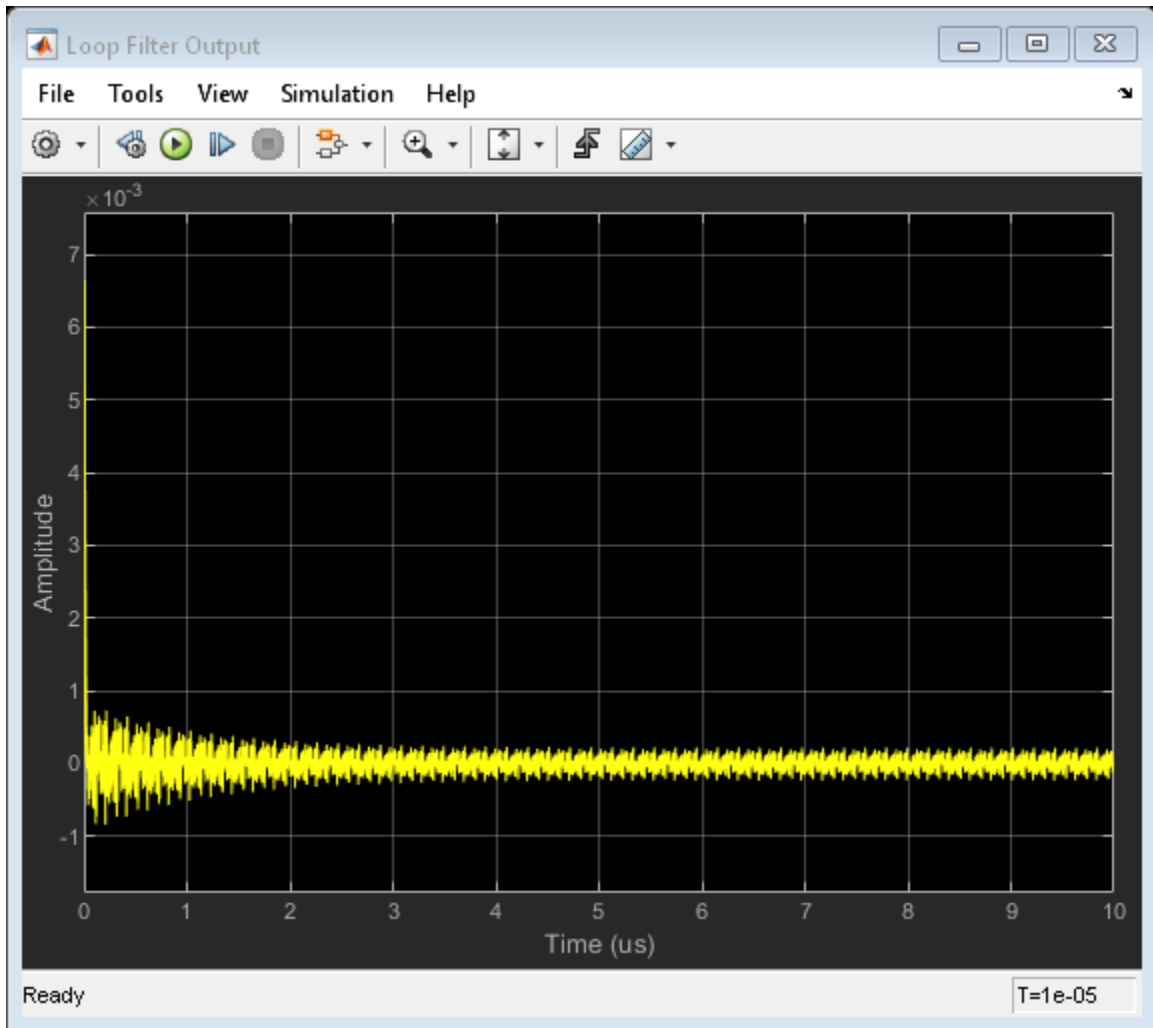 Loop Filter Output
File Tools View Simulation Help
×10-3
7
6
5
4
3
2
1
0
-1
Amplitude
0 1 2 3 4 5 6 7 8 9 10
Time (us)
Ready T=1e-05